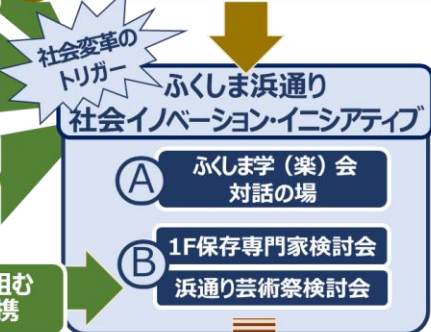 社会変革の
トリガー
ふくしま浜通り
社会イノベーション・イニシアティブ
A
ふくしま学（楽）会
対話の場
B
1F保存専門家検討会
浜通り芸術祭検討会
組む
携